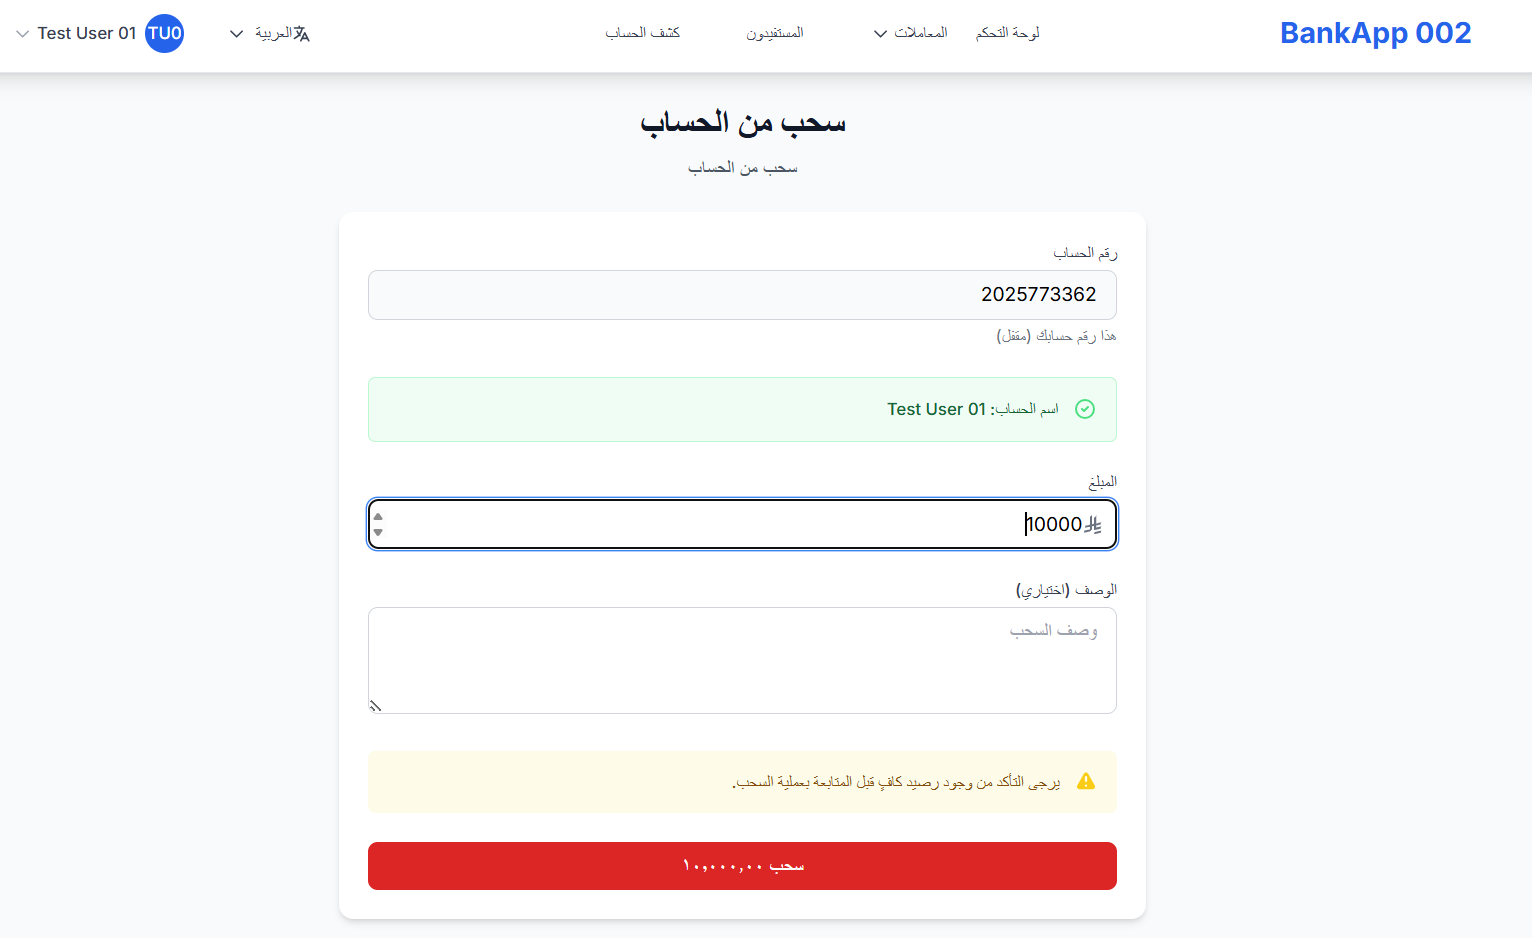 BankApp 002
لوحة التحكم
المعاملات
المستفيدون
كشف الحساب
العربية
TU0
Test User 01
سحب من الحساب
سحب من الحساب
رقم الحساب
2025773362
هذا رقم حسابك (مقفل)
اسم الحساب: Test User 01
المبلغ
10000
الوصف (اختياري)
وصف السحب
يرجى التأكد من وجود رصيد كافٍ قبل المتابعة بعملية السحب.
سحب ١٠,٠٠٠,٠٠